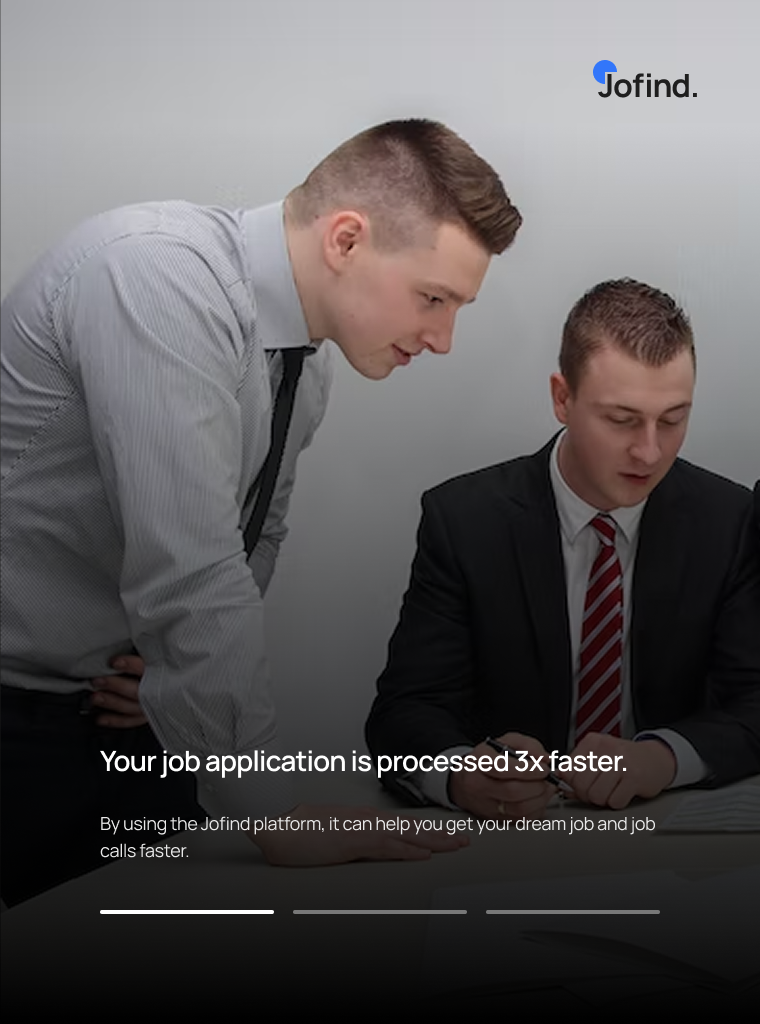 Jofind.
Your job application is processed 3x faster.
By using the Jofind platform, it can help you get your dream job and job
calls faster.